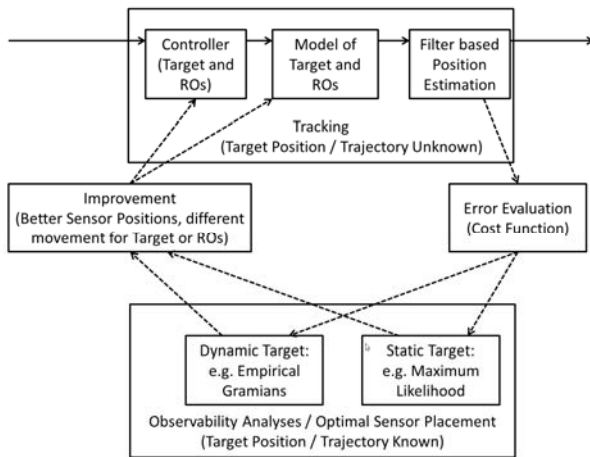 Controller
(Target and
ROs)
Model of
Target and
ROs
Filter based
Position
Estimation
Tracking
(Target Position / Trajectory Unknown)
Improvement
(Better Sensor Positions, different
movement for Target or ROs)
Error Evaluation
(Cost Function)
Dynamic Target:
e.g. Empirical
Gramians
Static Target:
e.g. Maximum
Likelihood
Observability Analyses / Optimal Sensor Placement
(Target Position / Trajectory Known)